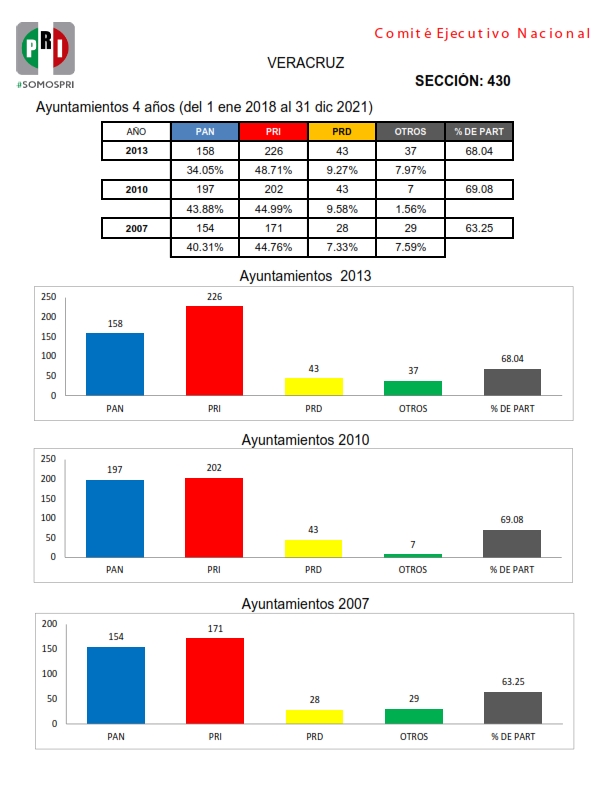 Comité Ejecutivo Nacional
PRI
#SOMOSPRI
VERACRUZ
SECCIÓN: 430
Ayuntamientos 4 años (del 1 ene 2018 al 31 dic 2021)
AÑO PAN PRI PRD OTROS % DE PART
2013 158 226 43 37 68.04
34.05% 48.71% 9.27% 7.97%
2010 197 202 43 7 69.08
43.88% 44.99% 9.58% 1.56%
2007 154 171 28 29 63.25
40.31% 44.76% 7.33% 7.59%
Ayuntamientos 2013
250
200
150
100
50
0
158 226 43 37 68.04
PAN PRI PRD OTROS % DE PART
Ayuntamientos 2010
250
200
150
100
50
0
197 202 43 7 69.08
PAN PRI PRD OTROS % DE PART
Ayuntamientos 2007
200
150
100
50
0
154 171 28 29 63.25
PAN PRI PRD OTROS % DE PART